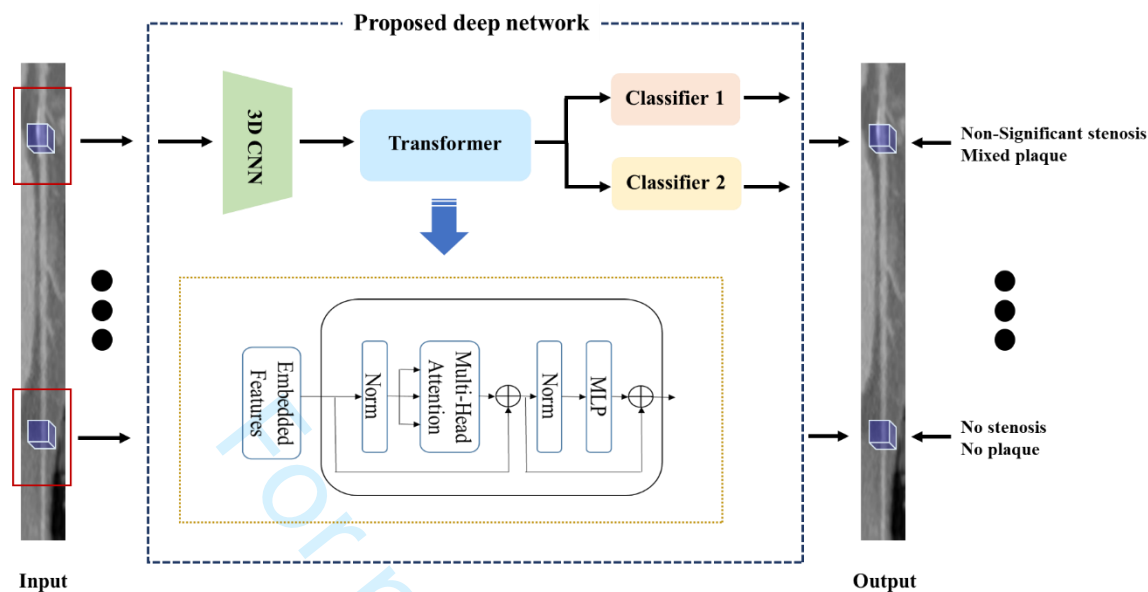 Proposed deep network
3D CNN
Transformer
Classifier 1
Classifier 2
Non-Significant stenosis
Mixed plaque
Embedded
Features
Norm
Multi-Head
Attention
Norm
MLP
No stenosis
No plaque
For
Input
Output